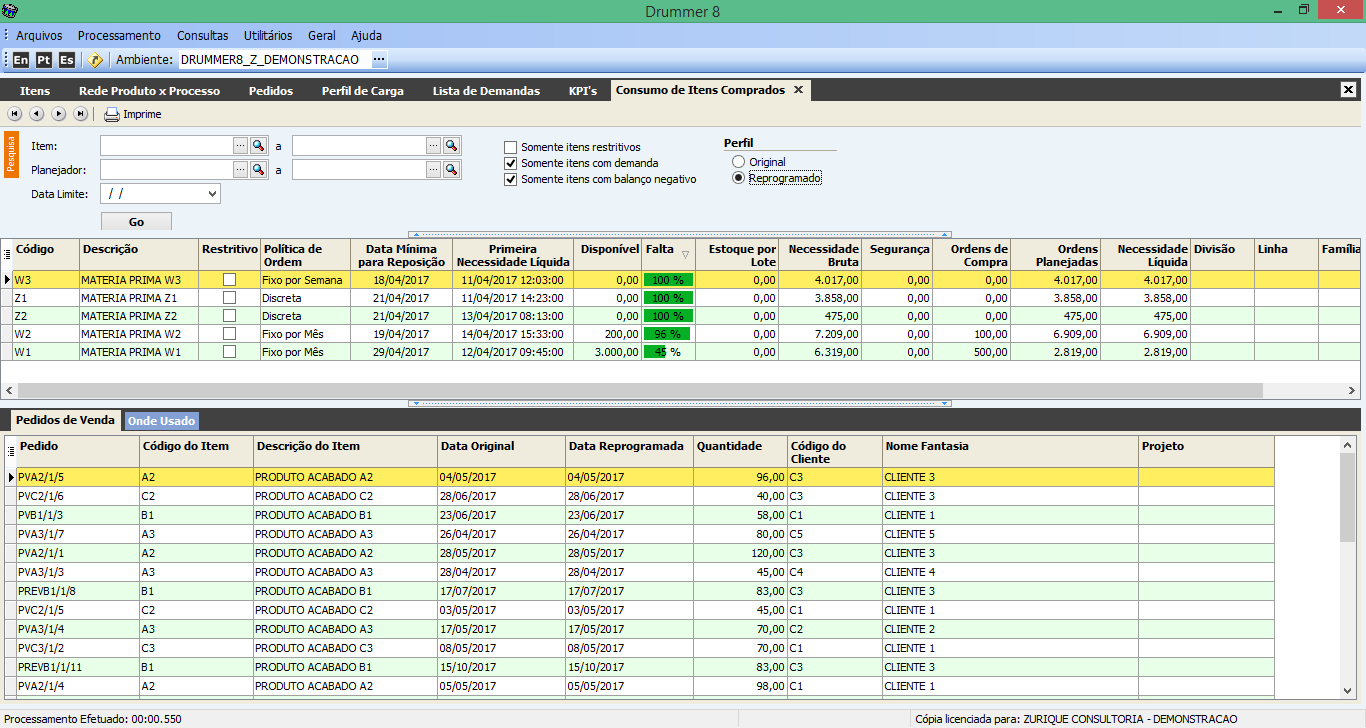 Drummer 8
Arquivos Processamento Consultas Utilitários Geral Ajuda
En Pt Es Ambiente: DRUMMER8_Z_DEMONSTRACAO ...
Itens Rede Produto x Processo Pedidos Perfil de Carga Lista de Demandas KPI's Consumo de Itens Comprados
Imprime
Pesquisa
Item: ... a ...
Planejador: ... a ...
Data Limite: / /
Go
Somente itens restritivos
Somente itens com demanda
Somente itens com balanço negativo
Perfil
Original
Reprogramado
Código Descrição Restritivo Política de Ordem Data Mínima para Reposição Primeira Necessidade Líquida Disponível Falta Estoque por Lote Necessidade Bruta Segurança Ordens de Compra Ordens Planejadas Necessidade Líquida Divisão Linha Família
W3 MATERIA PRIMA W3 Fixo por Semana 18/04/2017 11/04/2017 12:03:00 0,00 100 % 0,00 4.017,00 0,00 0,00 4.017,00 4.017,00
Z1 MATERIA PRIMA Z1 Discreta 21/04/2017 11/04/2017 14:23:00 0,00 100 % 0,00 3.858,00 0,00 0,00 3.858,00 3.858,00
Z2 MATERIA PRIMA Z2 Discreta 21/04/2017 13/04/2017 08:13:00 0,00 100 % 0,00 475,00 0,00 0,00 475,00 475,00
W2 MATERIA PRIMA W2 Fixo por Mês 19/04/2017 14/04/2017 15:33:00 200,00 96 % 0,00 7.209,00 0,00 100,00 6.909,00 6.909,00
W1 MATERIA PRIMA W1 Fixo por Mês 29/04/2017 12/04/2017 09:45:00 3.000,00 45 % 0,00 6.319,00 0,00 500,00 2.819,00 2.819,00
Pedidos de Venda Onde Usado
Pedido Código do Item Descrição do Item Data Original Data Reprogramada Quantidade Código do Cliente Nome Fantasia Projeto
PVA2/1/5 A2 PRODUTO ACABADO A2 04/05/2017 04/05/2017 96,00 C3 CLIENTE 3
PVC2/1/6 C2 PRODUTO ACABADO C2 28/06/2017 28/06/2017 40,00 C3 CLIENTE 3
PVB1/1/3 B1 PRODUTO ACABADO B1 23/06/2017 23/06/2017 58,00 C1 CLIENTE 1
PVA3/1/7 A3 PRODUTO ACABADO A3 26/04/2017 26/04/2017 80,00 C5 CLIENTE 5
PVA2/1/1 A2 PRODUTO ACABADO A2 28/05/2017 28/05/2017 120,00 C3 CLIENTE 3
PVA3/1/3 A3 PRODUTO ACABADO A3 28/04/2017 28/04/2017 45,00 C4 CLIENTE 4
PREVB1/1/8 B1 PRODUTO ACABADO B1 17/07/2017 17/07/2017 83,00 C3 CLIENTE 3
PVC2/1/5 C2 PRODUTO ACABADO C2 03/05/2017 03/05/2017 45,00 C1 CLIENTE 1
PVA3/1/4 A3 PRODUTO ACABADO A3 17/05/2017 17/05/2017 70,00 C2 CLIENTE 2
PVC3/1/2 C3 PRODUTO ACABADO C3 08/05/2017 08/05/2017 70,00 C1 CLIENTE 1
PREVB1/1/11 B1 PRODUTO ACABADO B1 15/10/2017 15/10/2017 83,00 C3 CLIENTE 3
PVA2/1/4 A2 PRODUTO ACABADO A2 05/05/2017 05/05/2017 98,00 C1 CLIENTE 1
Processamento Efetuado: 00:00.550 Cópia licenciada para: ZURIQUE CONSULTORIA - DEMONSTRACAO